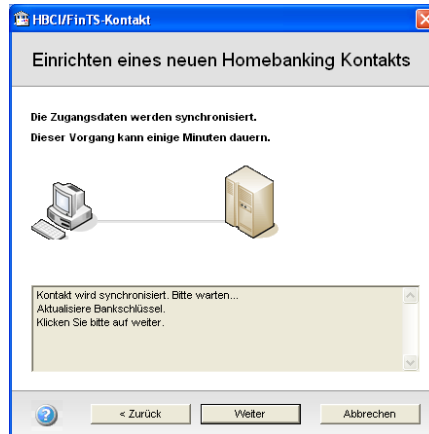 HBCI/FinTS-Kontakt
Einrichten eines neuen Homebanking Kontakts
Die Zugangsdaten werden synchronisiert.
Dieser Vorgang kann einige Minuten dauern.
Kontakt wird synchronisiert. Bitte warten...
Aktualisiere Bankschlüssel.
Klicken Sie bitte auf weiter.
< Zurück Weiter Abbrechen